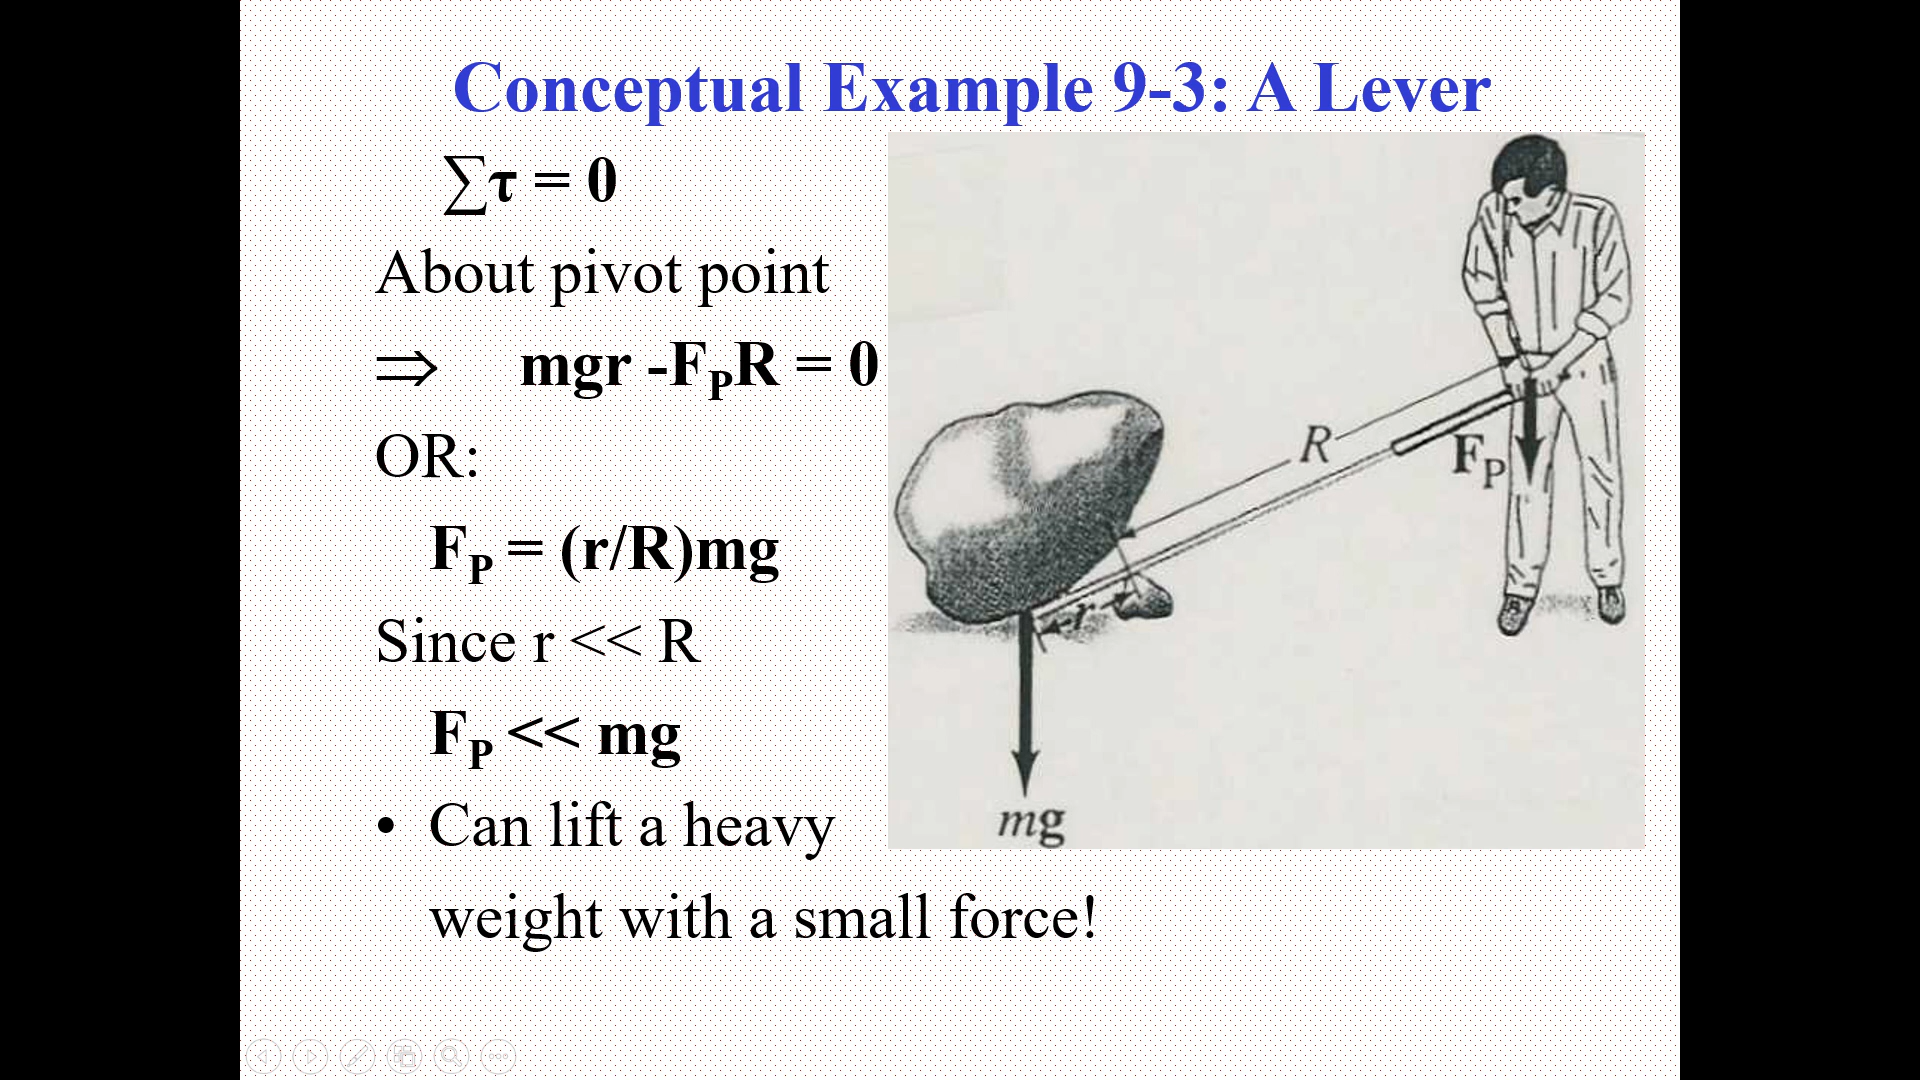 Conceptual Example 9-3: A Lever
∑τ = 0
About pivot point
⇒ mgr -FPR = 0
OR:
FP = (r/R)mg
Since r << R
FP << mg
• Can lift a heavy
weight with a small force!
R
FP
r
mg